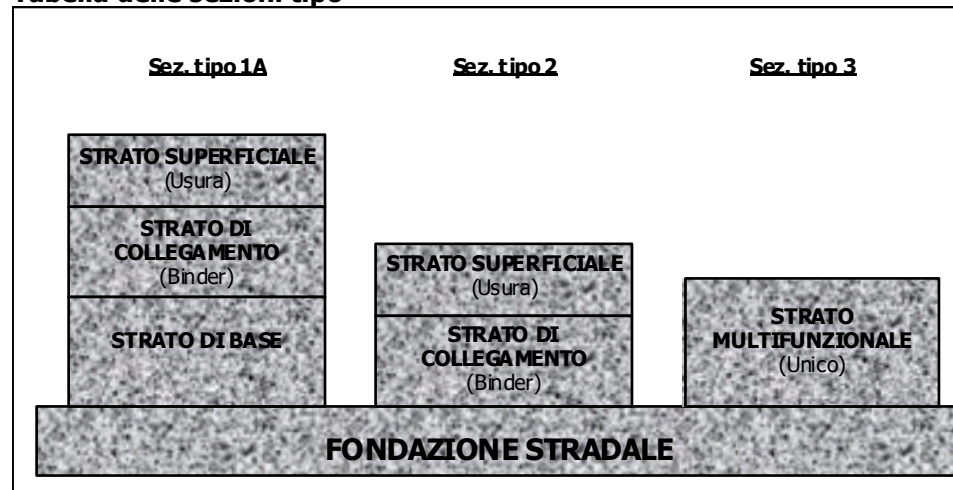 Tabella delle sezioni tipo
Sez. tipo 1A
Sez. tipo 2
Sez. tipo 3
STRATO SUPERFICIALE
(Usura)
STRATO DI
COLLEGAMENTO
(Binder)
STRATO DI BASE
STRATO SUPERFICIALE
(Usura)
STRATO DI
COLLEGAMENTO
(Binder)
STRATO
MULTIFUNZIONALE
(Unico)
FONDAZIONE STRADALE